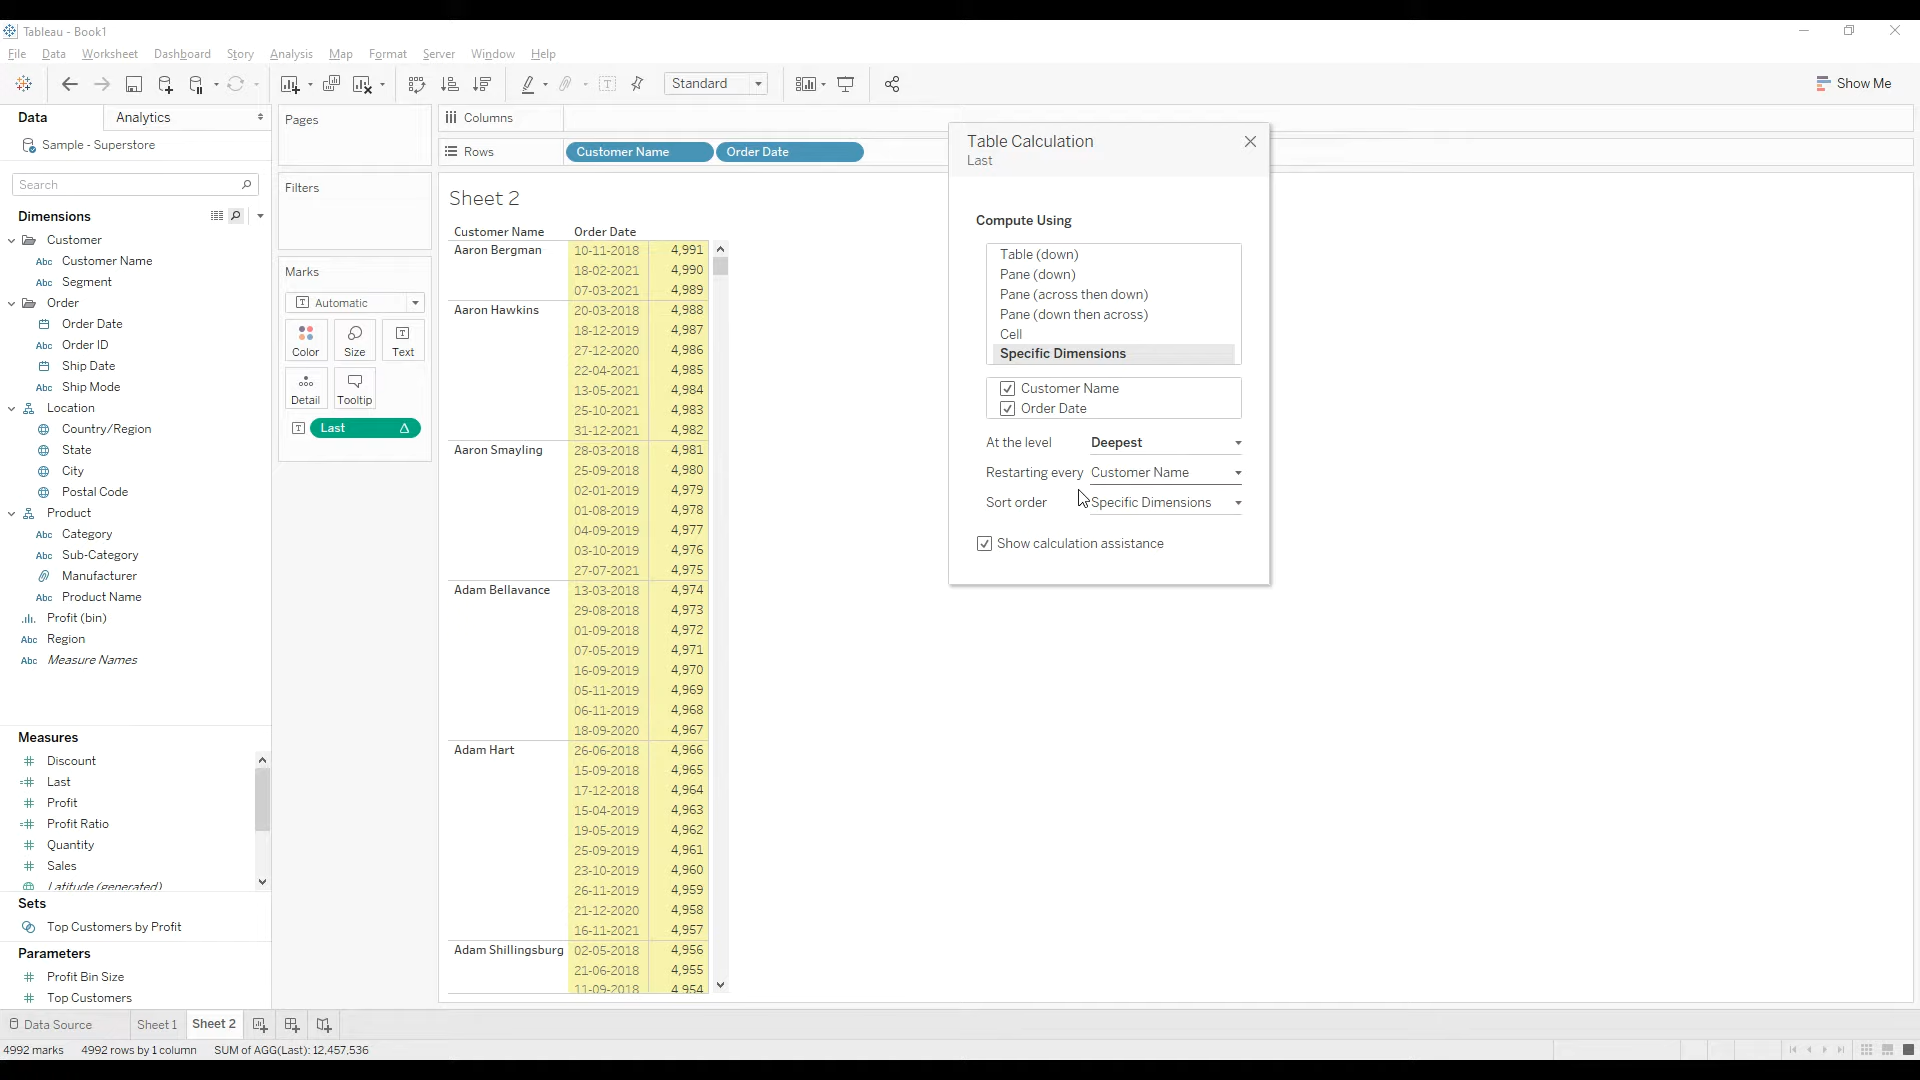 Tableau - Book1
File Data Worksheet Dashboard Story Analysis Map Format Server Window Help
Standard
Show Me
Data
Analytics
Sample - Superstore
Search
Dimensions
Customer
Abc Customer Name
Abc Segment
Order
Order Date
Abc Order ID
Ship Date
Abc Ship Mode
Location
Country/Region
State
City
Postal Code
Product
Abc Category
Abc Sub-Category
Manufacturer
Abc Product Name
Profit (bin)
Abc Region
Abc Measure Names
Measures
Discount
Last
Profit
Profit Ratio
Quantity
Sales
Latitude (generated)
Sets
Top Customers by Profit
Parameters
Profit Bin Size
Top Customers
Pages
Filters
Marks
Automatic
Color Size Text
Detail Tooltip
Last
Columns
Rows Customer Name Order Date
Sheet 2
Customer Name Order Date
Aaron Bergman 10-11-2018 4,991
18-02-2021 4,990
07-03-2021 4,989
Aaron Hawkins 20-03-2018 4,988
18-12-2019 4,987
27-12-2020 4,986
22-04-2021 4,985
13-05-2021 4,984
25-10-2021 4,983
31-12-2021 4,982
Aaron Smayling 28-03-2018 4,981
25-09-2018 4,980
02-01-2019 4,979
01-08-2019 4,978
04-09-2019 4,977
03-10-2019 4,976
27-07-2021 4,975
Adam Bellavance 13-03-2018 4,974
29-08-2018 4,973
01-09-2018 4,972
07-05-2019 4,971
16-09-2019 4,970
05-11-2019 4,969
06-11-2019 4,968
18-09-2020 4,967
Adam Hart 26-06-2018 4,966
15-09-2018 4,965
17-12-2018 4,964
15-04-2019 4,963
19-05-2019 4,962
25-09-2019 4,961
23-10-2019 4,960
26-11-2019 4,959
21-12-2020 4,958
16-11-2021 4,957
Adam Shillingsburg 02-05-2018 4,956
21-06-2018 4,955
11-09-2018 4,954
Table Calculation
Last
Compute Using
Table (down)
Pane (down)
Pane (across then down)
Pane (down then across)
Cell
Specific Dimensions
Customer Name
Order Date
At the level Deepest
Restarting every Customer Name
Sort order Specific Dimensions
Show calculation assistance
Data Source Sheet 1 Sheet 2
4992 marks 4992 rows by 1 column SUM of AGG(Last): 12,457,536